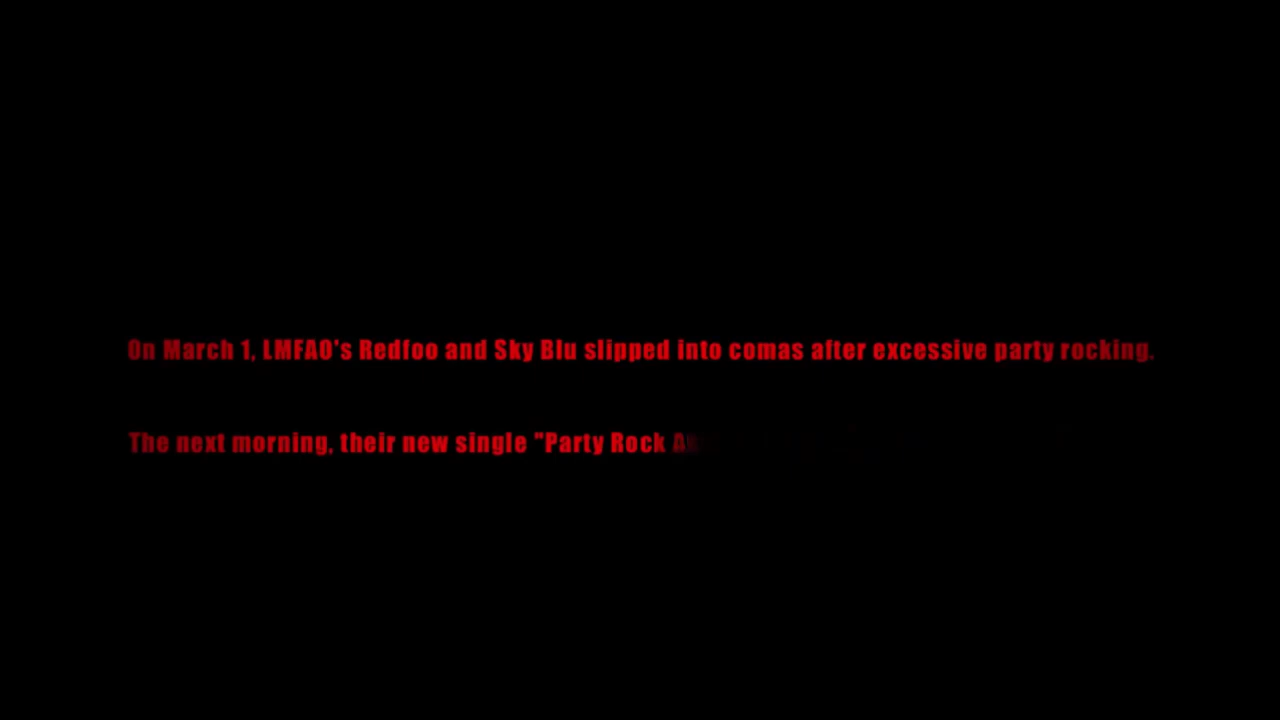 On March 1, LMFAO's Redfoo and Sky Blu slipped into comas after excessive party rocking.
The next morning, their new single "Party Rock